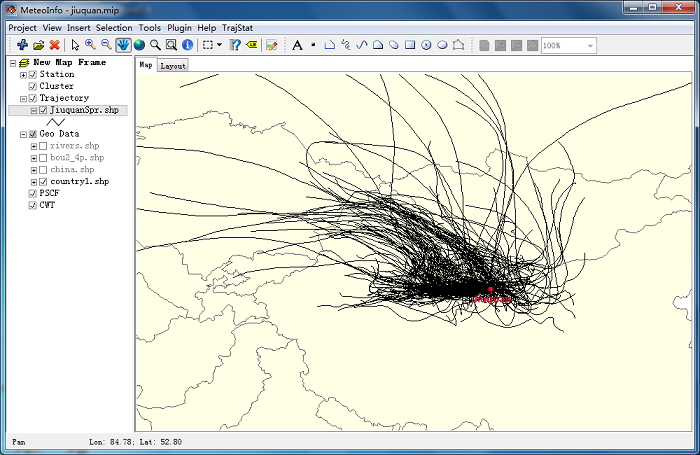 MeteoInfo - jiuquan.mip
Project View Insert Selection Tools Plugin Help TrajStat
A 100%
New Map Frame
Station
Cluster
Trajectory
JiuquanSpr.shp
Geo Data
rivers.shp
bou2_4p.shp
china.shp
country1.shp
PSCF
CWT
Map Layout
Pan Lon: 84.78; Lat: 52.80